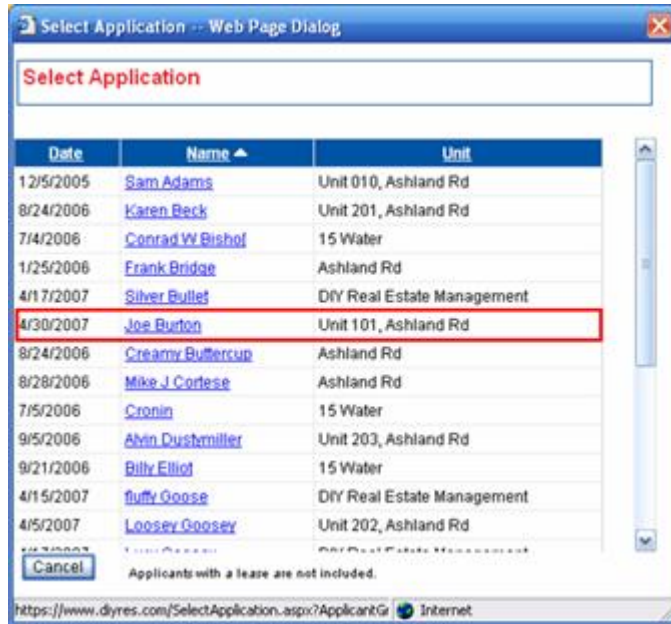 Select Application -- Web Page Dialog
Select Application
Date Name Unit
12/5/2005 Sam Adams Unit 010, Ashland Rd
8/24/2006 Karen Beck Unit 201, Ashland Rd
7/4/2006 Conrad W Bishof 15 Water
1/25/2006 Frank Bridge Ashland Rd
4/17/2007 Silver Bullet DIY Real Estate Management
4/30/2007 Joe Burton Unit 101, Ashland Rd
8/24/2006 Creamy Buttercup Ashland Rd
8/28/2006 Mike J Cortese Ashland Rd
7/5/2006 Cronin 15 Water
9/5/2006 Alvin Dustymiller Unit 203, Ashland Rd
9/21/2006 Billy Elliot 15 Water
4/15/2007 fluffy Goose DIY Real Estate Management
4/5/2007 Loosey Goosey Unit 202, Ashland Rd
Cancel Applicants with a lease are not included.
https://www.diyres.com/SelectApplication.aspx?ApplicantGr Internet